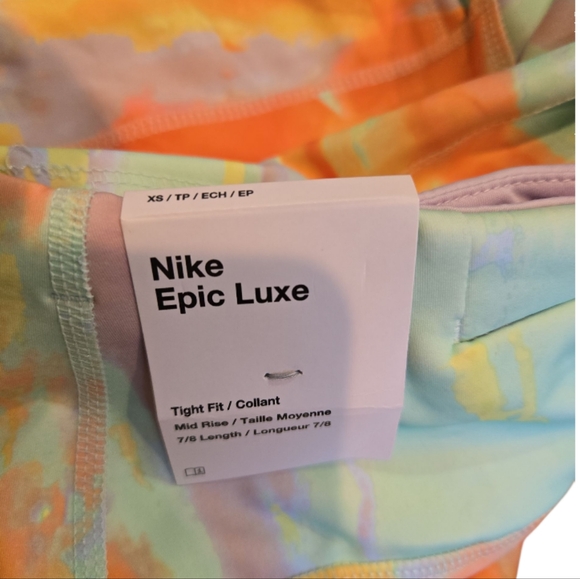 XS / TP / ECH / EP
Nike
Epic Luxe
Tight Fit / Collant
Mid Rise / Taille Moyenne
7/8 Length / Longueur 7/8